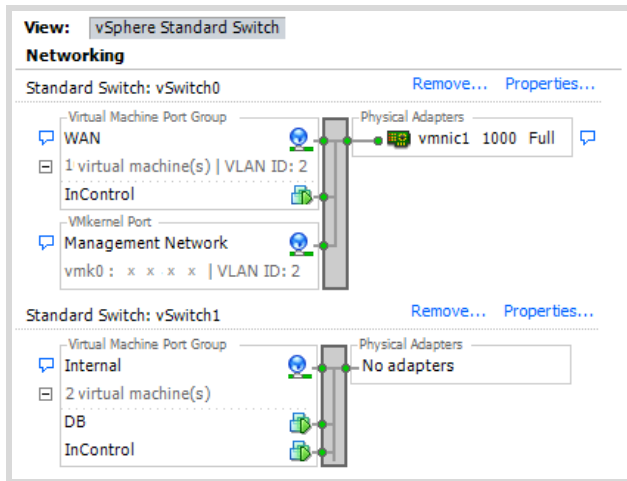 View: vSphere Standard Switch
Networking
Standard Switch: vSwitch0 Remove... Properties...
Virtual Machine Port Group Physical Adapters
WAN vmnic1 1000 Full
1 virtual machine(s) | VLAN ID: 2
InControl
VMkernel Port
Management Network
vmk0 : x x x x | VLAN ID: 2
Standard Switch: vSwitch1 Remove... Properties...
Virtual Machine Port Group Physical Adapters
Internal No adapters
2 virtual machine(s)
DB
InControl